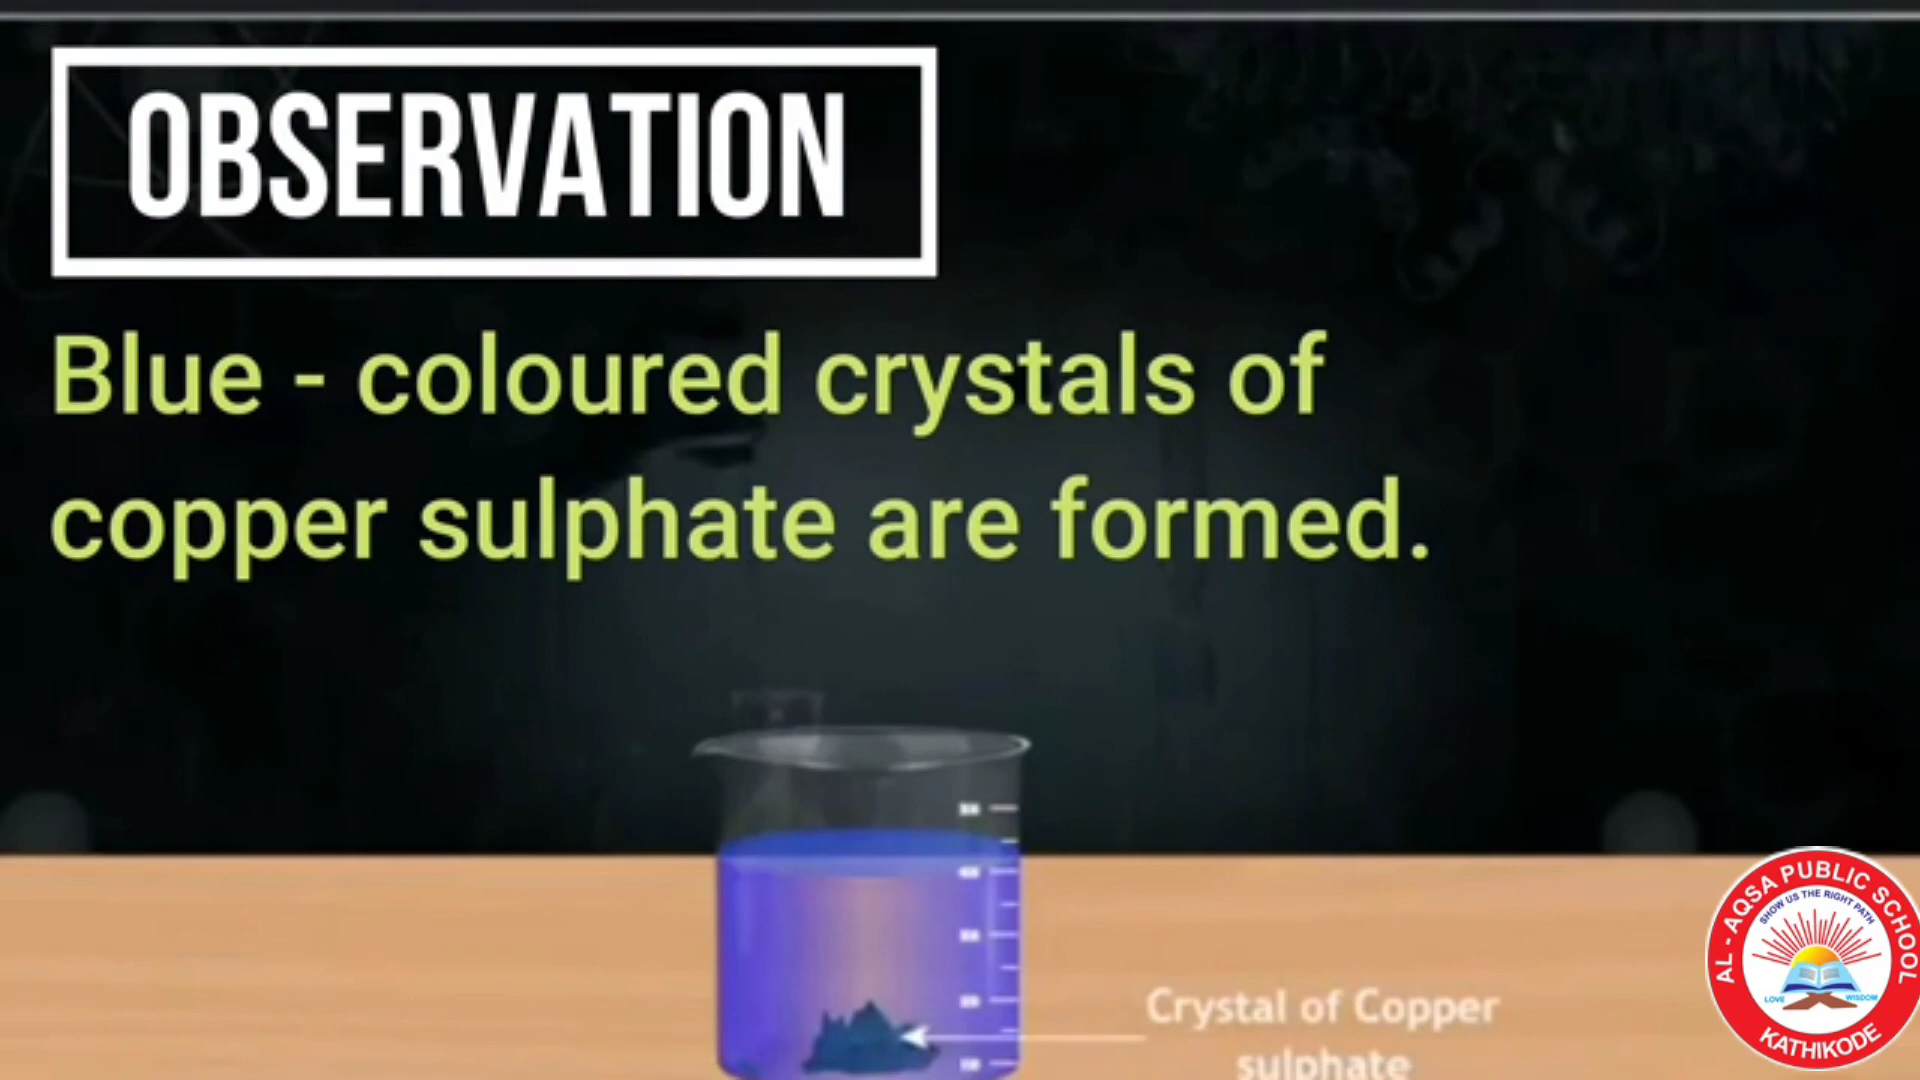 OBSERVATION
Blue - coloured crystals of
copper sulphate are formed.
Crystal of Copper
sulphate
AL - AQSA PUBLIC SCHOOL
SHOW US THE RIGHT PATH
LOVE WISDOM
KATHIKODE